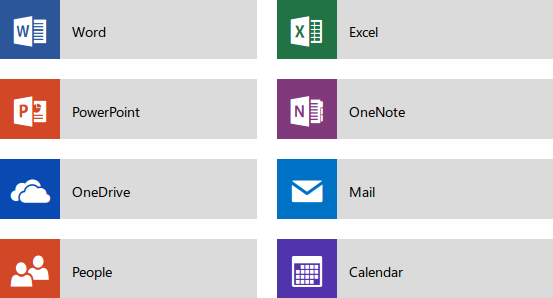 W Word
X Excel
P PowerPoint
N OneNote
OneDrive
Mail
People
Calendar